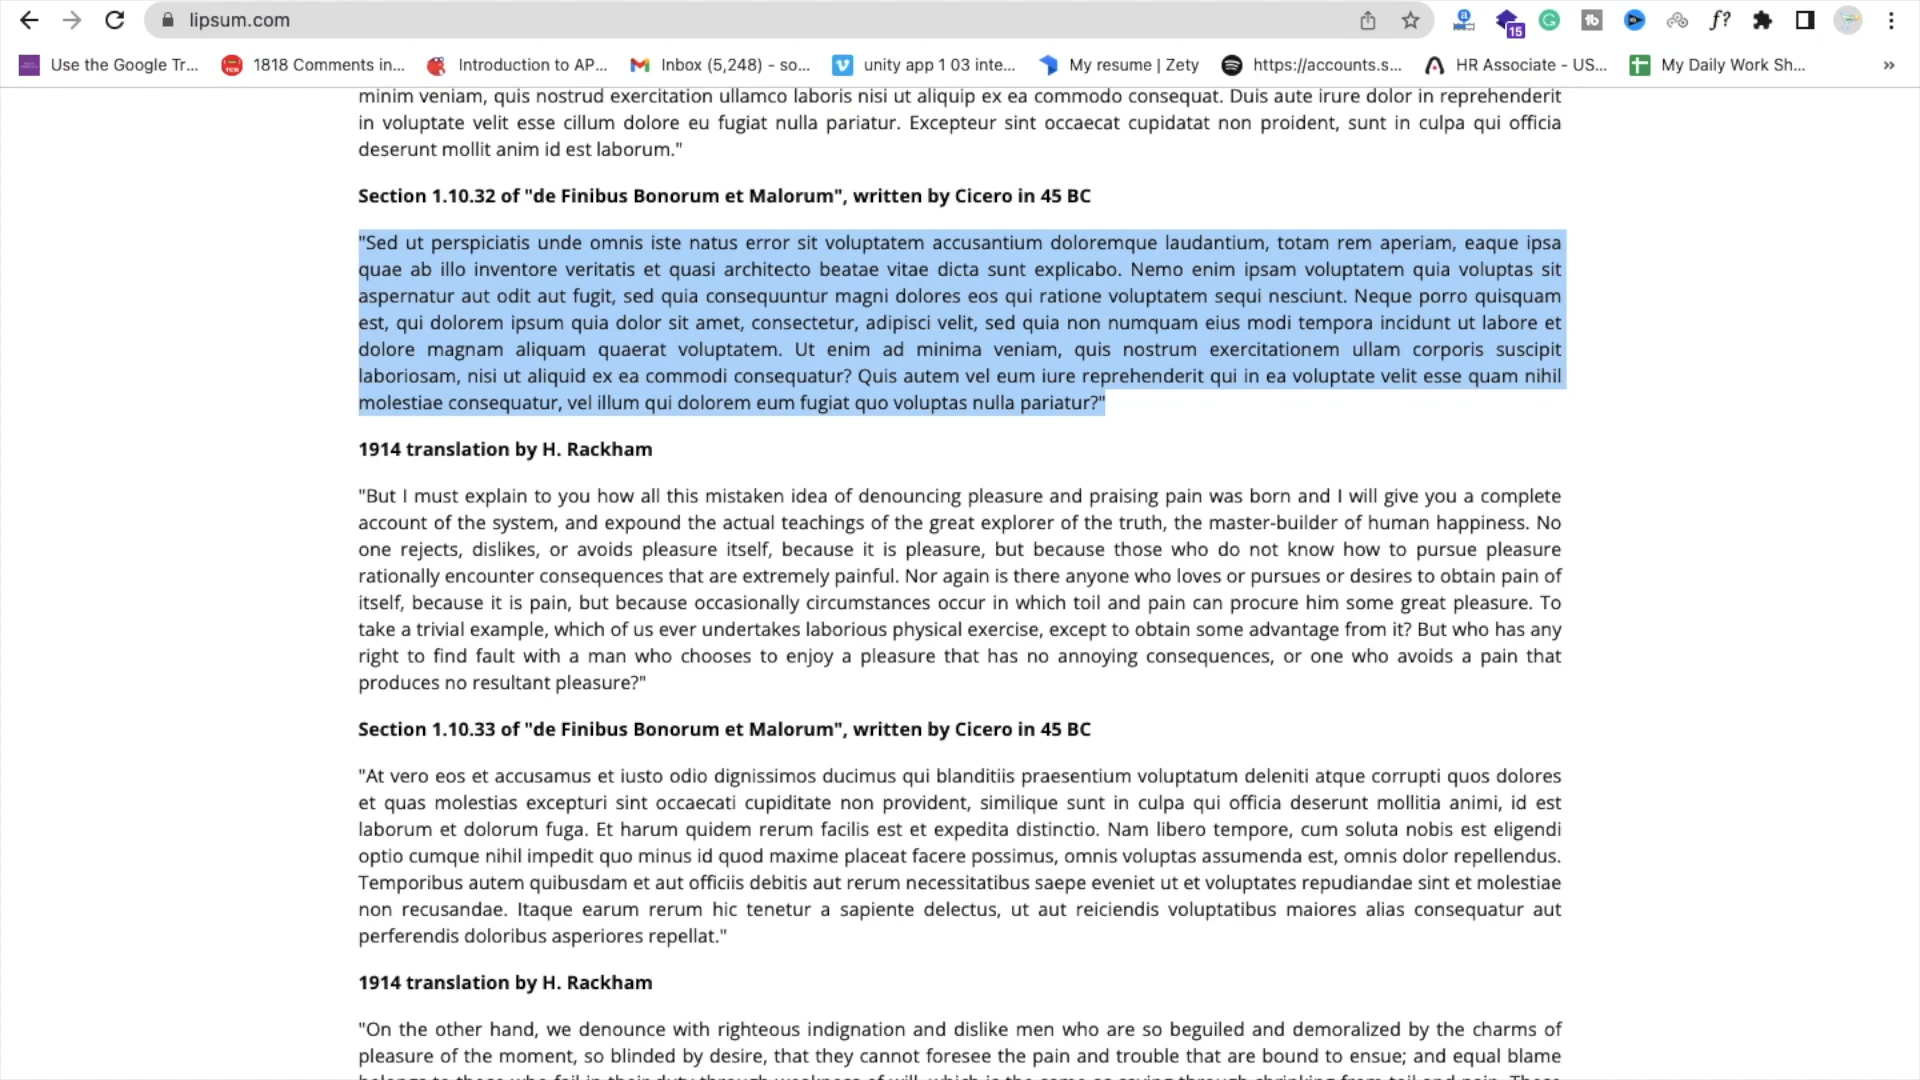 lipsum.com
15
Use the Google Tr... 1818 Comments in... Introduction to AP... Inbox (5,248) - so... unity app 1 03 inte... My resume | Zety https://accounts.s... HR Associate - US... My Daily Work Sh... »
minim veniam, quis nostrud exercitation ullamco laboris nisi ut aliquip ex ea commodo consequat. Duis aute irure dolor in reprehenderit
in voluptate velit esse cillum dolore eu fugiat nulla pariatur. Excepteur sint occaecat cupidatat non proident, sunt in culpa qui officia
deserunt mollit anim id est laborum."
Section 1.10.32 of "de Finibus Bonorum et Malorum", written by Cicero in 45 BC
"Sed ut perspiciatis unde omnis iste natus error sit voluptatem accusantium doloremque laudantium, totam rem aperiam, eaque ipsa
quae ab illo inventore veritatis et quasi architecto beatae vitae dicta sunt explicabo. Nemo enim ipsam voluptatem quia voluptas sit
aspernatur aut odit aut fugit, sed quia consequuntur magni dolores eos qui ratione voluptatem sequi nesciunt. Neque porro quisquam
est, qui dolorem ipsum quia dolor sit amet, consectetur, adipisci velit, sed quia non numquam eius modi tempora incidunt ut labore et
dolore magnam aliquam quaerat voluptatem. Ut enim ad minima veniam, quis nostrum exercitationem ullam corporis suscipit
laboriosam, nisi ut aliquid ex ea commodi consequatur? Quis autem vel eum iure reprehenderit qui in ea voluptate velit esse quam nihil
molestiae consequatur, vel illum qui dolorem eum fugiat quo voluptas nulla pariatur?"
1914 translation by H. Rackham
"But I must explain to you how all this mistaken idea of denouncing pleasure and praising pain was born and I will give you a complete
account of the system, and expound the actual teachings of the great explorer of the truth, the master-builder of human happiness. No
one rejects, dislikes, or avoids pleasure itself, because it is pleasure, but because those who do not know how to pursue pleasure
rationally encounter consequences that are extremely painful. Nor again is there anyone who loves or pursues or desires to obtain pain of
itself, because it is pain, but because occasionally circumstances occur in which toil and pain can procure him some great pleasure. To
take a trivial example, which of us ever undertakes laborious physical exercise, except to obtain some advantage from it? But who has any
right to find fault with a man who chooses to enjoy a pleasure that has no annoying consequences, or one who avoids a pain that
produces no resultant pleasure?"
Section 1.10.33 of "de Finibus Bonorum et Malorum", written by Cicero in 45 BC
"At vero eos et accusamus et iusto odio dignissimos ducimus qui blanditiis praesentium voluptatum deleniti atque corrupti quos dolores
et quas molestias excepturi sint occaecati cupiditate non provident, similique sunt in culpa qui officia deserunt mollitia animi, id est
laborum et dolorum fuga. Et harum quidem rerum facilis est et expedita distinctio. Nam libero tempore, cum soluta nobis est eligendi
optio cumque nihil impedit quo minus id quod maxime placeat facere possimus, omnis voluptas assumenda est, omnis dolor repellendus.
Temporibus autem quibusdam et aut officiis debitis aut rerum necessitatibus saepe eveniet ut et voluptates repudiandae sint et molestiae
non recusandae. Itaque earum rerum hic tenetur a sapiente delectus, ut aut reiciendis voluptatibus maiores alias consequatur aut
perferendis doloribus asperiores repellat."
1914 translation by H. Rackham
"On the other hand, we denounce with righteous indignation and dislike men who are so beguiled and demoralized by the charms of
pleasure of the moment, so blinded by desire, that they cannot foresee the pain and trouble that are bound to ensue; and equal blame